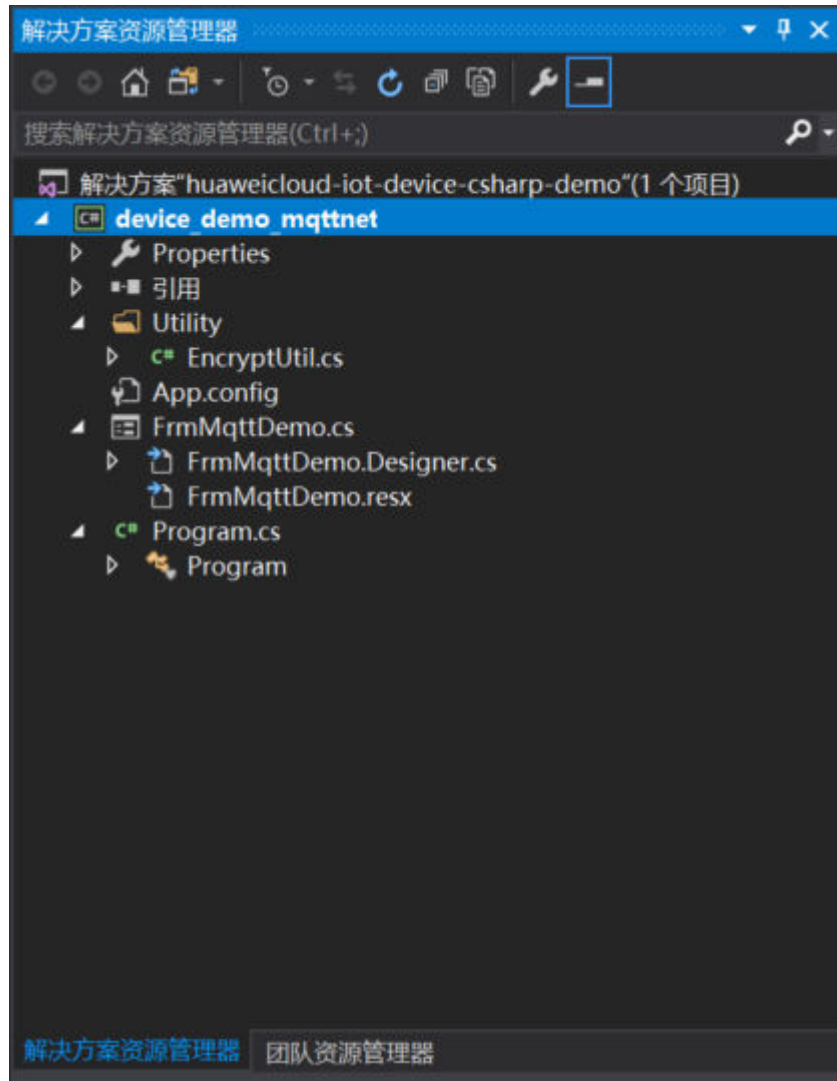 解决方案资源管理器
搜索解决方案资源管理器(Ctrl+;)
解决方案"huaweicloud-iot-device-csharp-demo"(1 个项目)
C# device_demo_mqttnet
Properties
引用
Utility
C# EncryptUtil.cs
App.config
FrmMqttDemo.cs
FrmMqttDemo.Designer.cs
FrmMqttDemo.resx
C# Program.cs
Program
解决方案资源管理器 团队资源管理器